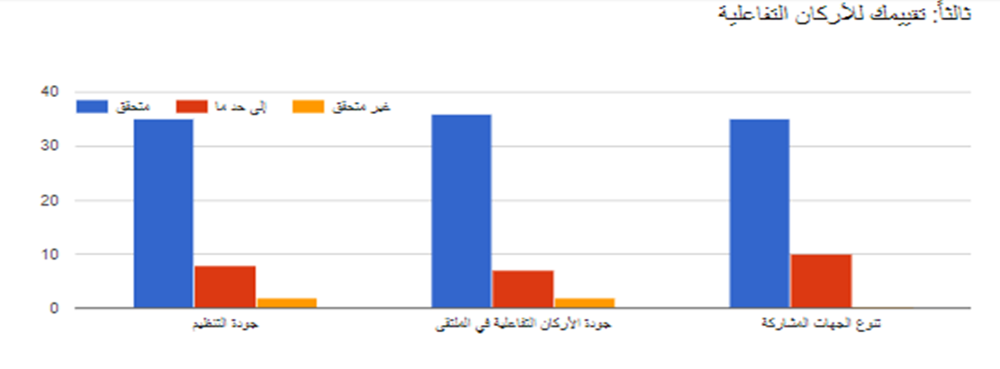 ثالثاً: تقييمك للأركان التفاعلية
40
متحقق إلى حد ما غير متحقق
30
20
10
0
جودة التنظيم جودة الأركان التفاعلية في الملتقى تنوع الجهات المشاركة